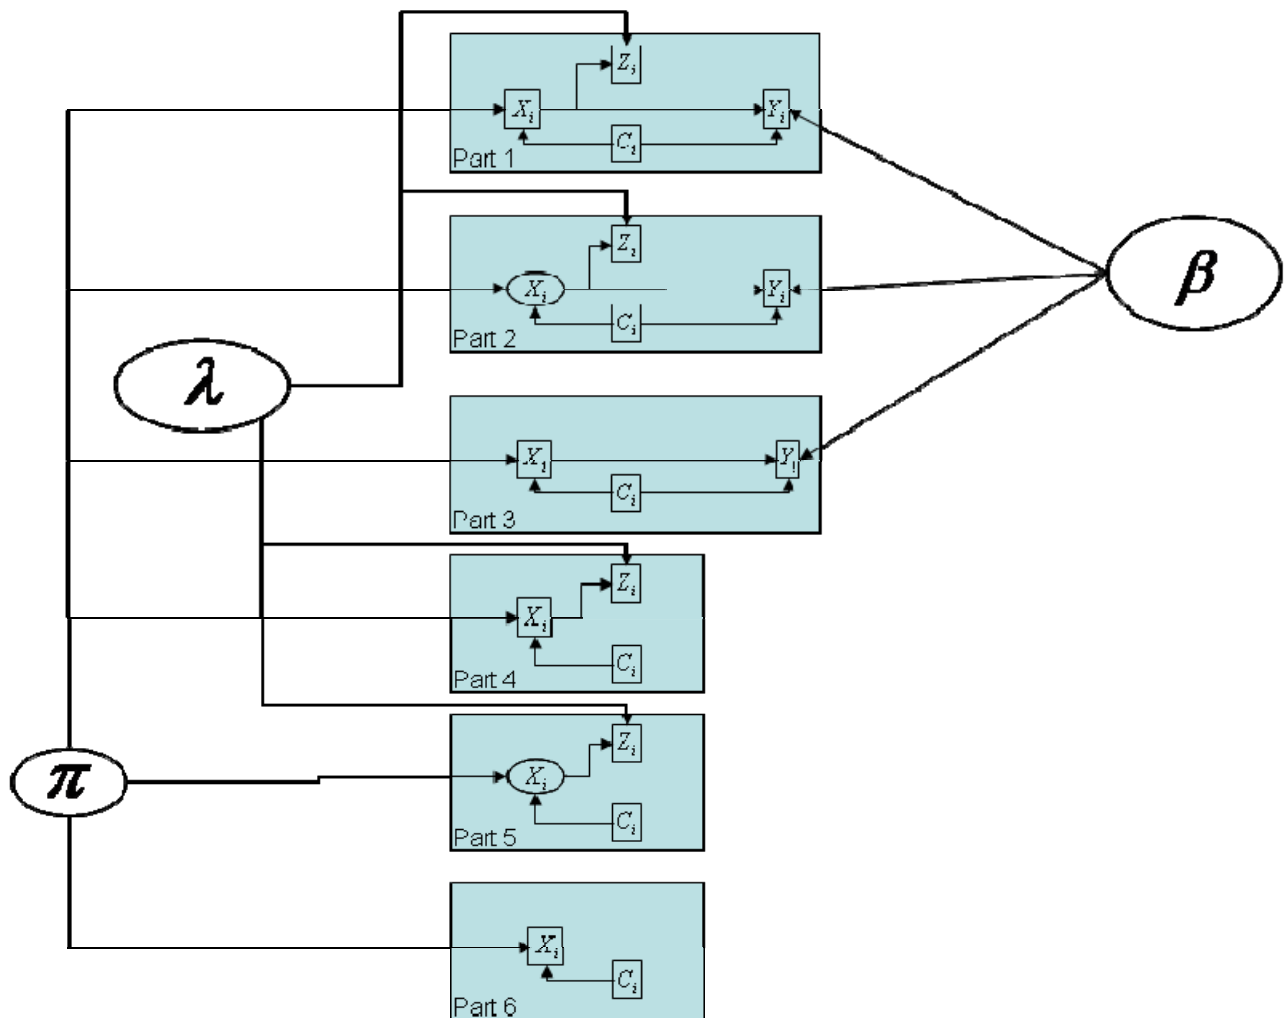 Z_i
X_i
Y_i
C_i
Part 1
Z_i
X_i
Y_i
C_i
Part 2
β
λ
X_i
Y_i
C_i
Part 3
Z_i
X_i
C_i
Part 4
Z_i
X_i
C_i
Part 5
π
X_i
C_i
Part 6